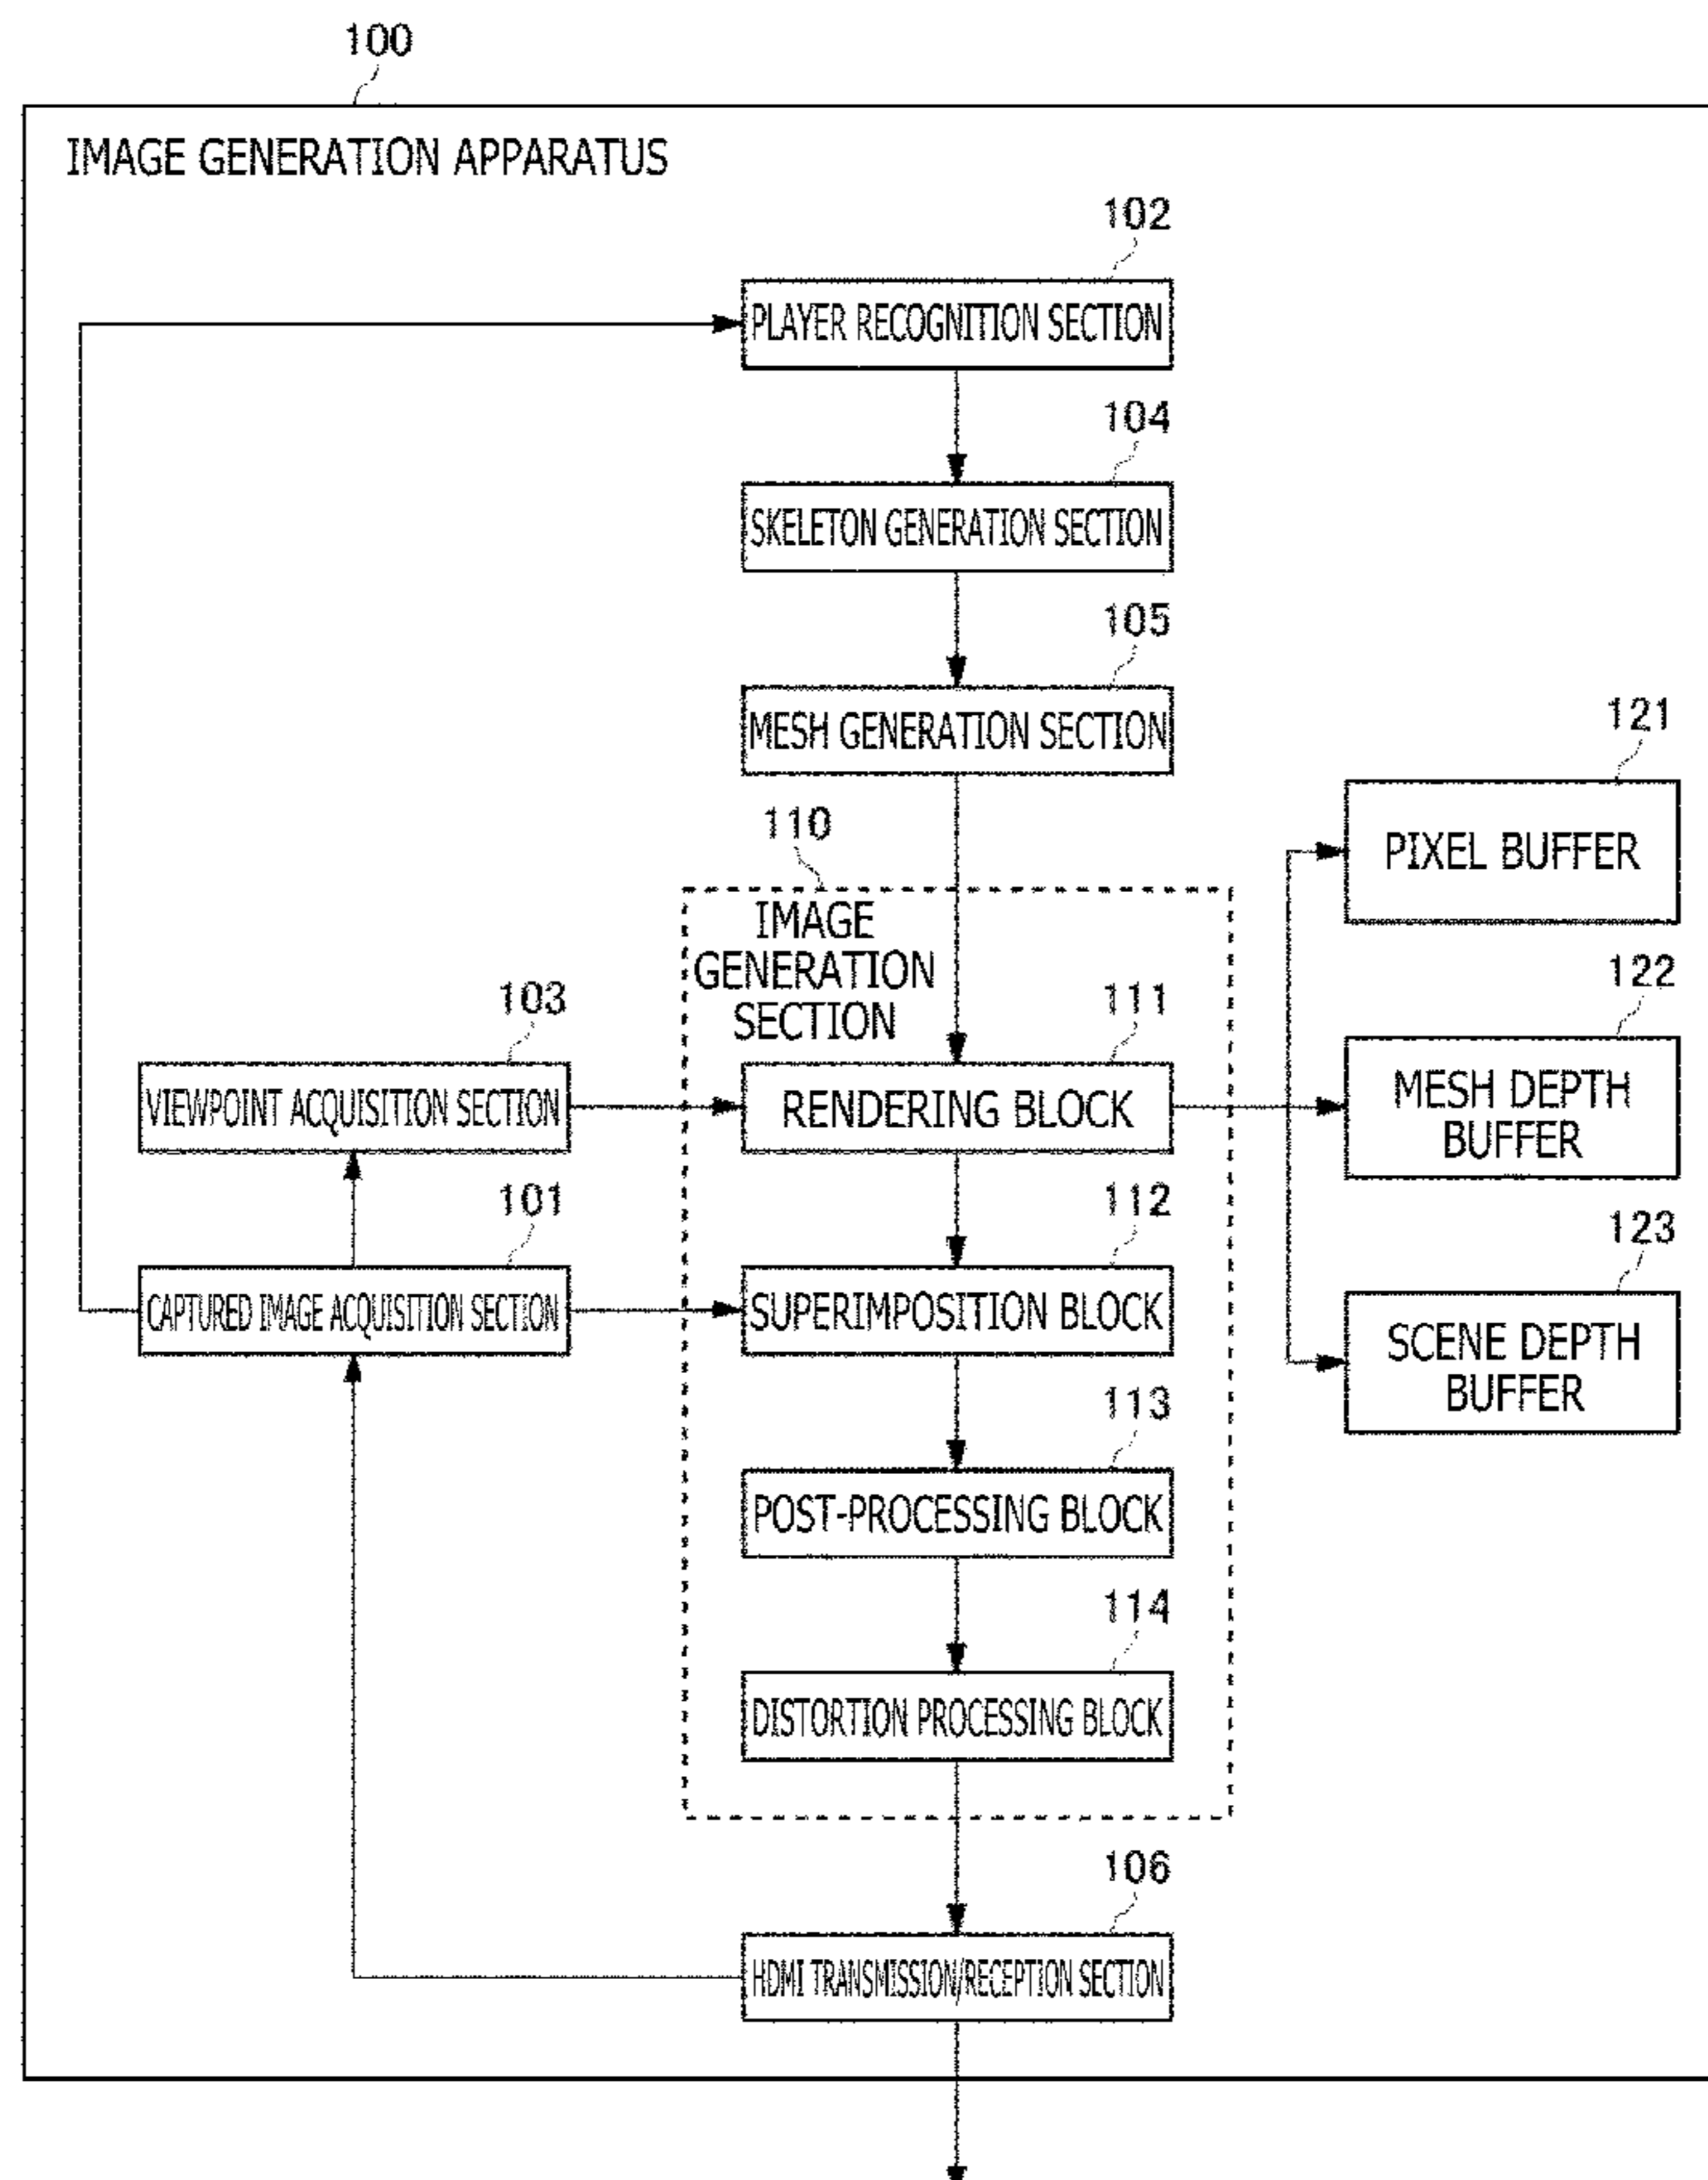 100
IMAGE GENERATION APPARATUS
102
PLAYER RECOGNITION SECTION
104
SKELETON GENERATION SECTION
105
MESH GENERATION SECTION
121
PIXEL BUFFER
110
IMAGE
GENERATION
SECTION
103
VIEWPOINT ACQUISITION SECTION
111
RENDERING BLOCK
122
MESH DEPTH
BUFFER
101
CAPTURED IMAGE ACQUISITION SECTION
112
SUPERIMPOSITION BLOCK
123
SCENE DEPTH
BUFFER
113
POST-PROCESSING BLOCK
114
DISTORTION PROCESSING BLOCK
106
HDMI TRANSMISSION/RECEPTION SECTION